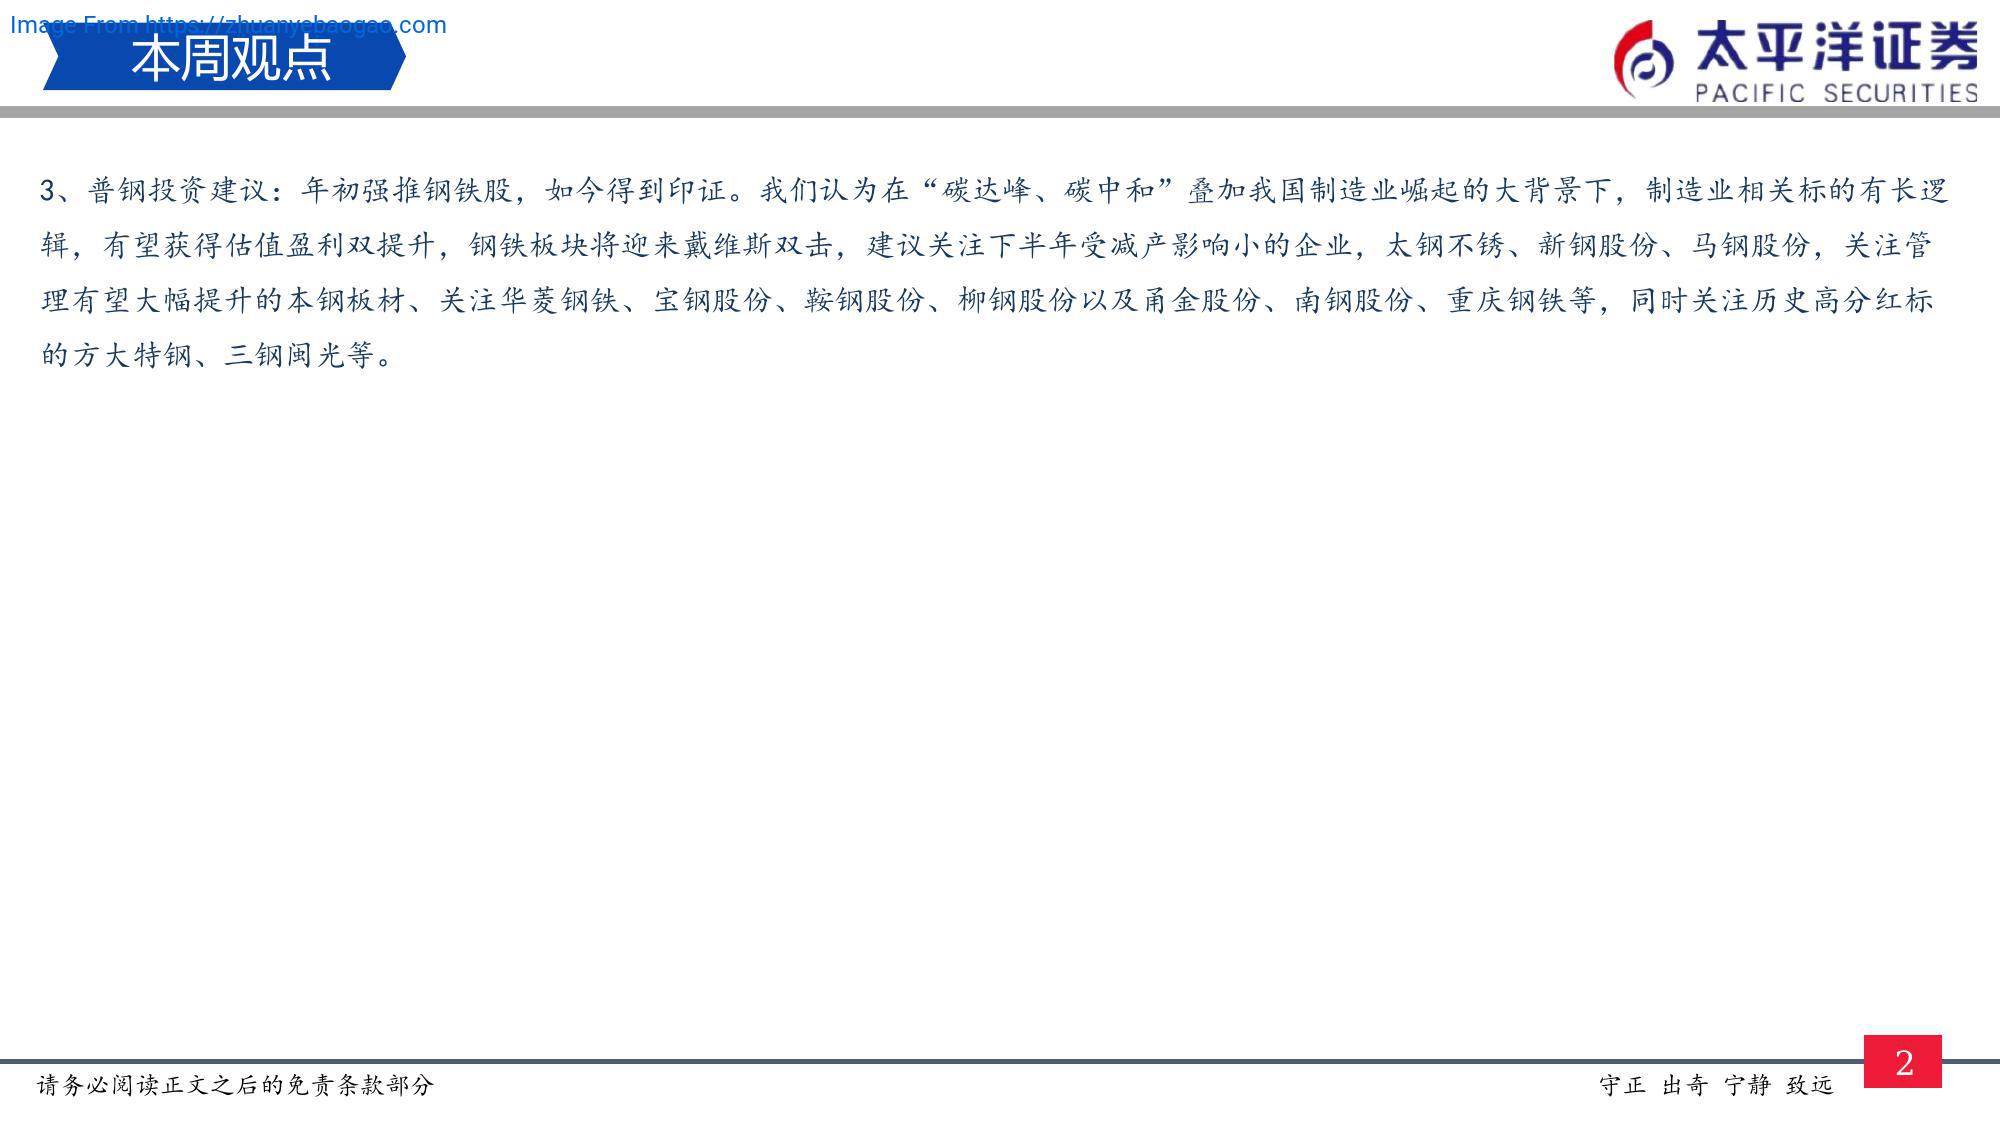 Image From https://zhuanyebaogao.com
本周观点
太平洋证券
PACIFIC SECURITIES
3、普钢投资建议：年初强推钢铁股，如今得到印证。我们认为在“碳达峰、碳中和”叠加我国制造业崛起的大背景下，制造业相关标的有长逻
辑，有望获得估值盈利双提升，钢铁板块将迎来戴维斯双击，建议关注下半年受减产影响小的企业，太钢不锈、新钢股份、马钢股份，关注管
理有望大幅提升的本钢板材、关注华菱钢铁、宝钢股份、鞍钢股份、柳钢股份以及甬金股份、南钢股份、重庆钢铁等，同时关注历史高分红标
的方大特钢、三钢闽光等。
请务必阅读正文之后的免责条款部分
守正 出奇 宁静 致远
2